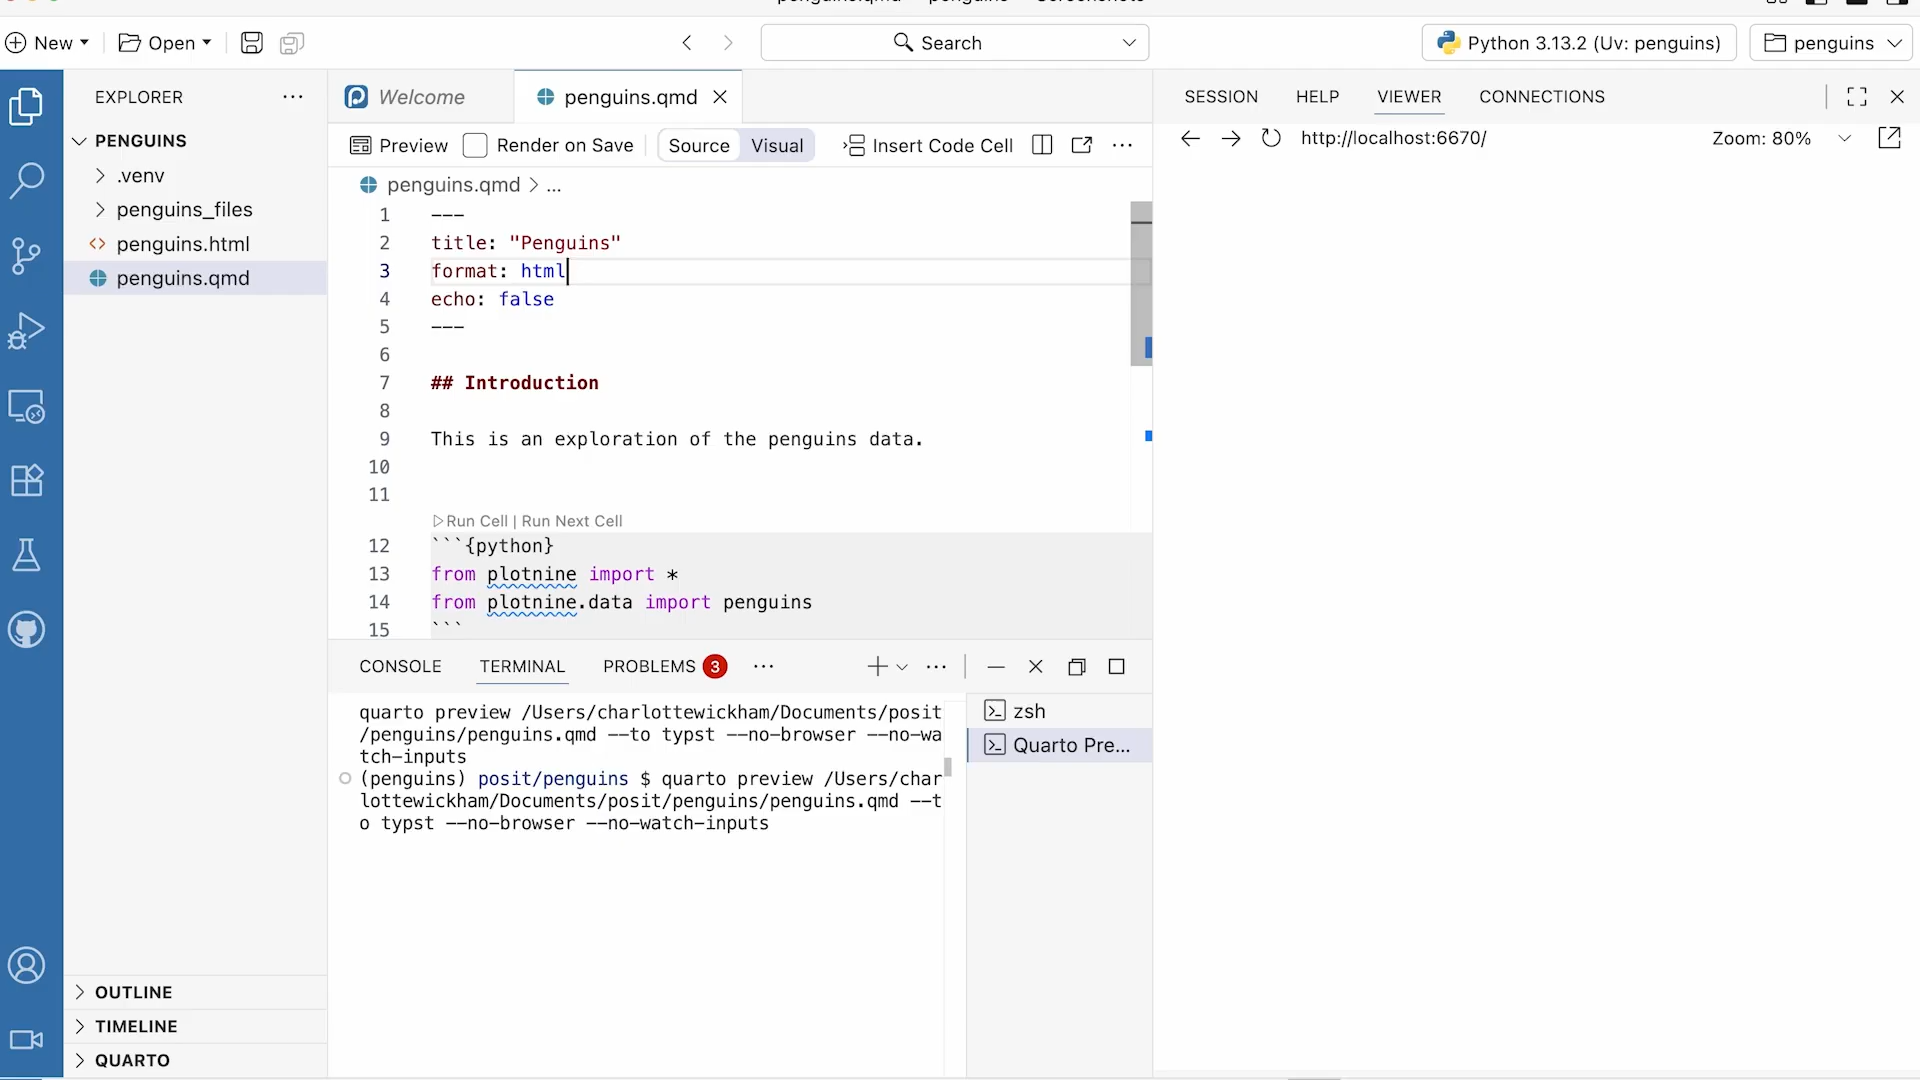 New
Open
Search
Python 3.13.2 (Uv: penguins)
penguins
EXPLORER
PENGUINS
.venv
penguins_files
penguins.html
penguins.qmd
OUTLINE
TIMELINE
QUARTO
Welcome
penguins.qmd
Preview
Render on Save
Source
Visual
Insert Code Cell
penguins.qmd > ...
1 ---
2 title: "Penguins"
3 format: html
4 echo: false
5 ---
6
7 ## Introduction
8
9 This is an exploration of the penguins data.
10
11
Run Cell | Run Next Cell
12 ```{python}
13 from plotnine import *
14 from plotnine.data import penguins
15 ```
CONSOLE
TERMINAL
PROBLEMS 3
quarto preview /Users/charlottewickham/Documents/posit
/penguins/penguins.qmd --to typst --no-browser --no-wa
tch-inputs
(penguins) posit/penguins $ quarto preview /Users/char
lottewickham/Documents/posit/penguins/penguins.qmd --t
o typst --no-browser --no-watch-inputs
zsh
Quarto Pre...
SESSION
HELP
VIEWER
CONNECTIONS
http://localhost:6670/
Zoom: 80%